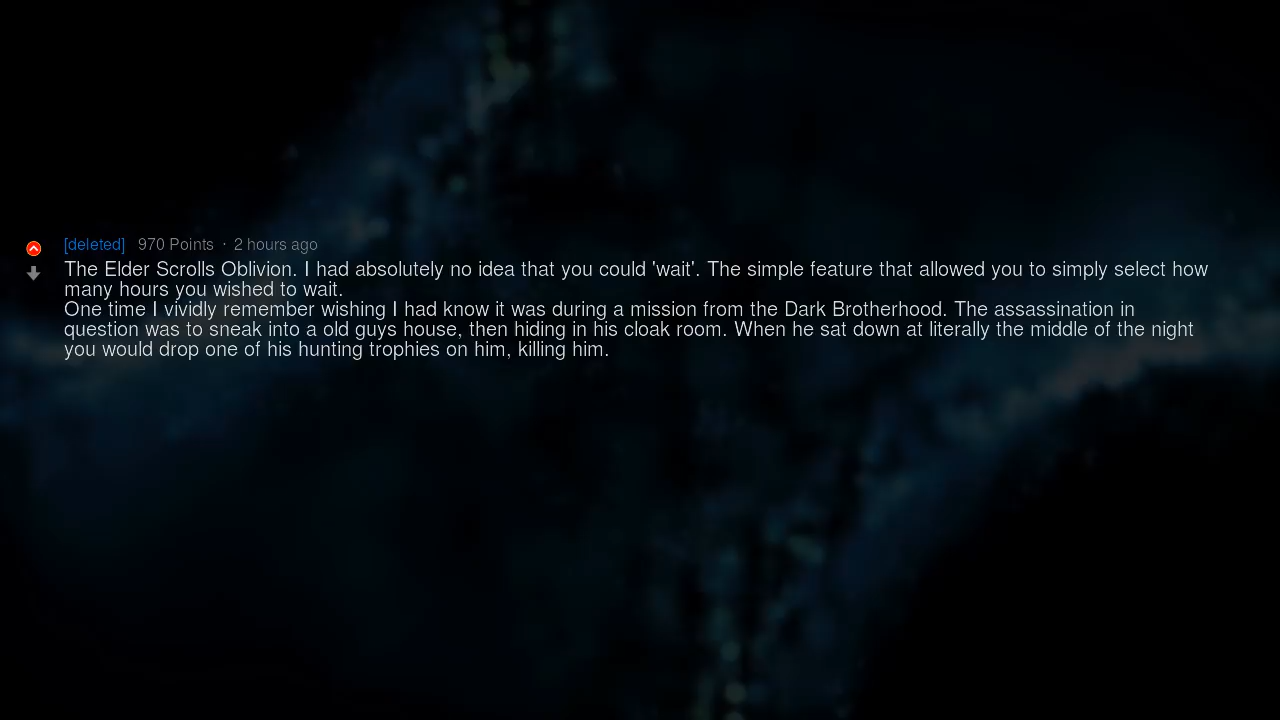 [deleted] 970 Points · 2 hours ago
The Elder Scrolls Oblivion. I had absolutely no idea that you could 'wait'. The simple feature that allowed you to simply select how
many hours you wished to wait.
One time I vividly remember wishing I had know it was during a mission from the Dark Brotherhood. The assassination in
question was to sneak into a old guys house, then hiding in his cloak room. When he sat down at literally the middle of the night
you would drop one of his hunting trophies on him, killing him.